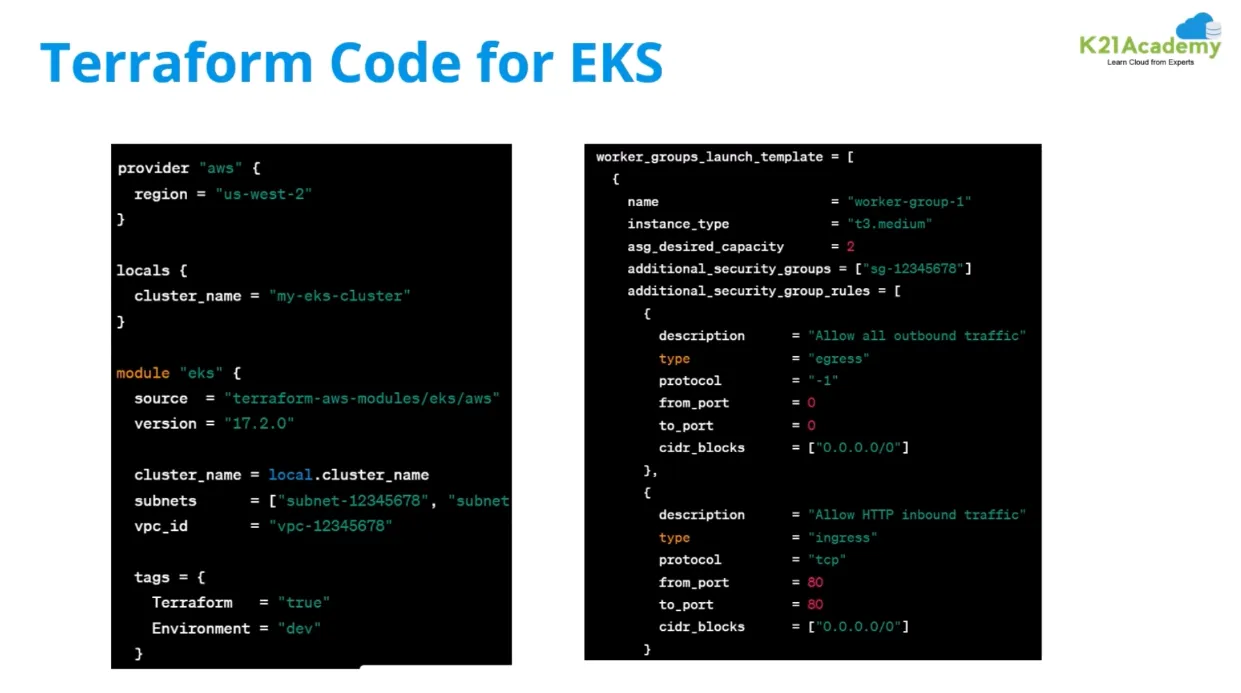 Terraform Code for EKS
K21Academy
Learn Cloud from Experts
provider "aws" {
  region = "us-west-2"
}

locals {
  cluster_name = "my-eks-cluster"
}

module "eks" {
  source  = "terraform-aws-modules/eks/aws"
  version = "17.2.0"

  cluster_name = local.cluster_name
  subnets      = ["subnet-12345678", "subnet
  vpc_id       = "vpc-12345678"

  tags = {
    Terraform   = "true"
    Environment = "dev"
  }
worker_groups_launch_template = [
  {
    name                          = "worker-group-1"
    instance_type                 = "t3.medium"
    asg_desired_capacity          = 2
    additional_security_groups = ["sg-12345678"]
    additional_security_group_rules = [
      {
        description      = "Allow all outbound traffic"
        type             = "egress"
        protocol         = "-1"
        from_port        = 0
        to_port          = 0
        cidr_blocks      = ["0.0.0.0/0"]
      },
      {
        description      = "Allow HTTP inbound traffic"
        type             = "ingress"
        protocol         = "tcp"
        from_port        = 80
        to_port          = 80
        cidr_blocks      = ["0.0.0.0/0"]
      }